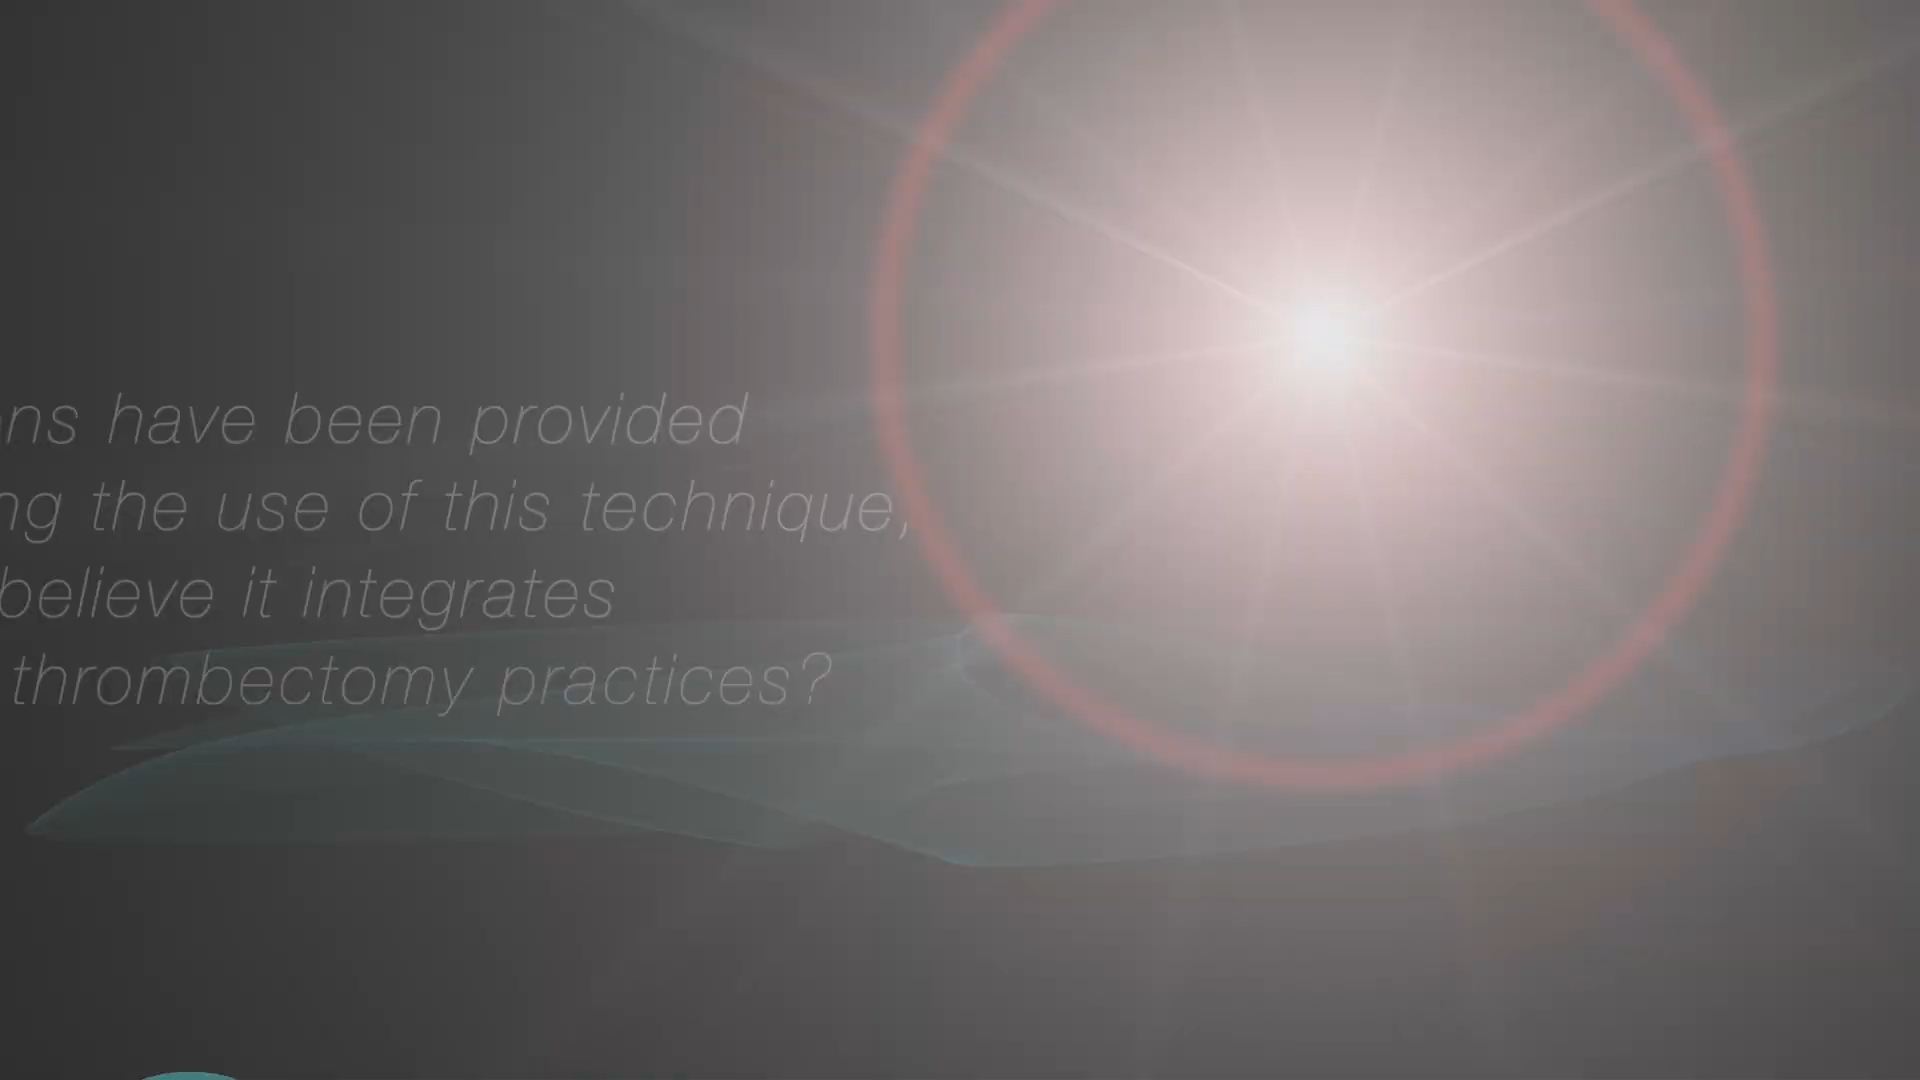 ns have been provided
ng the use of this technique,
believe it integrates
thrombectomy practices?